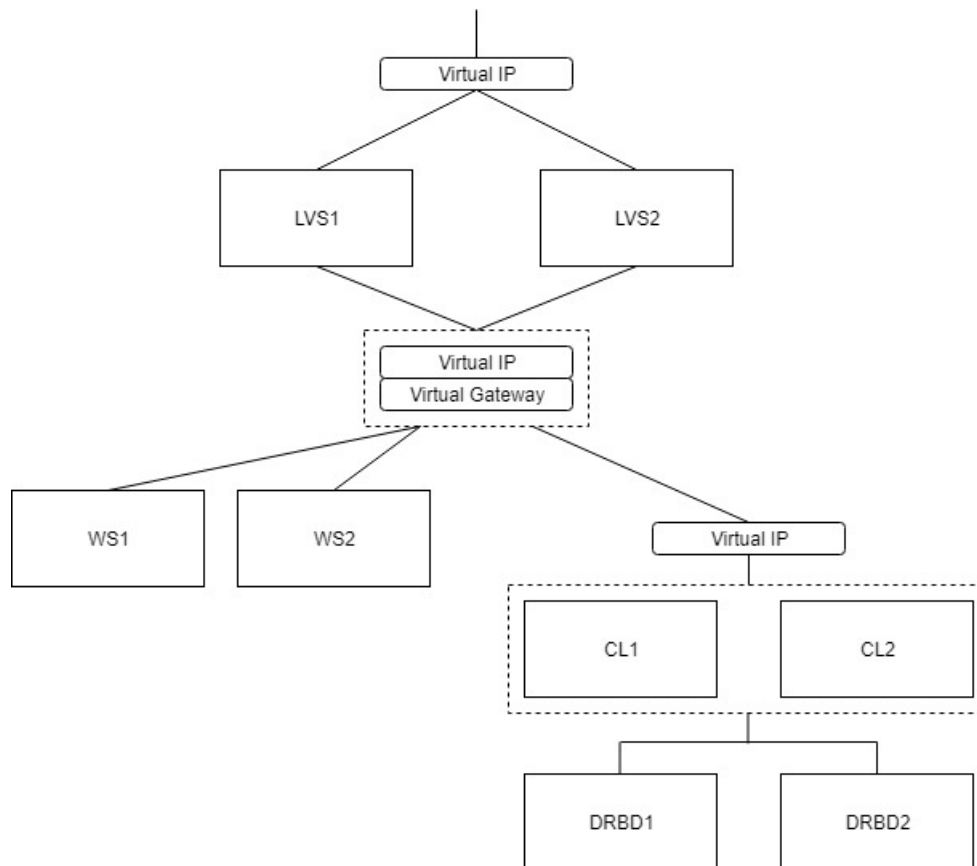 Virtual IP
LVS1
LVS2
Virtual IP
Virtual Gateway
WS1
WS2
Virtual IP
CL1
CL2
DRBD1
DRBD2